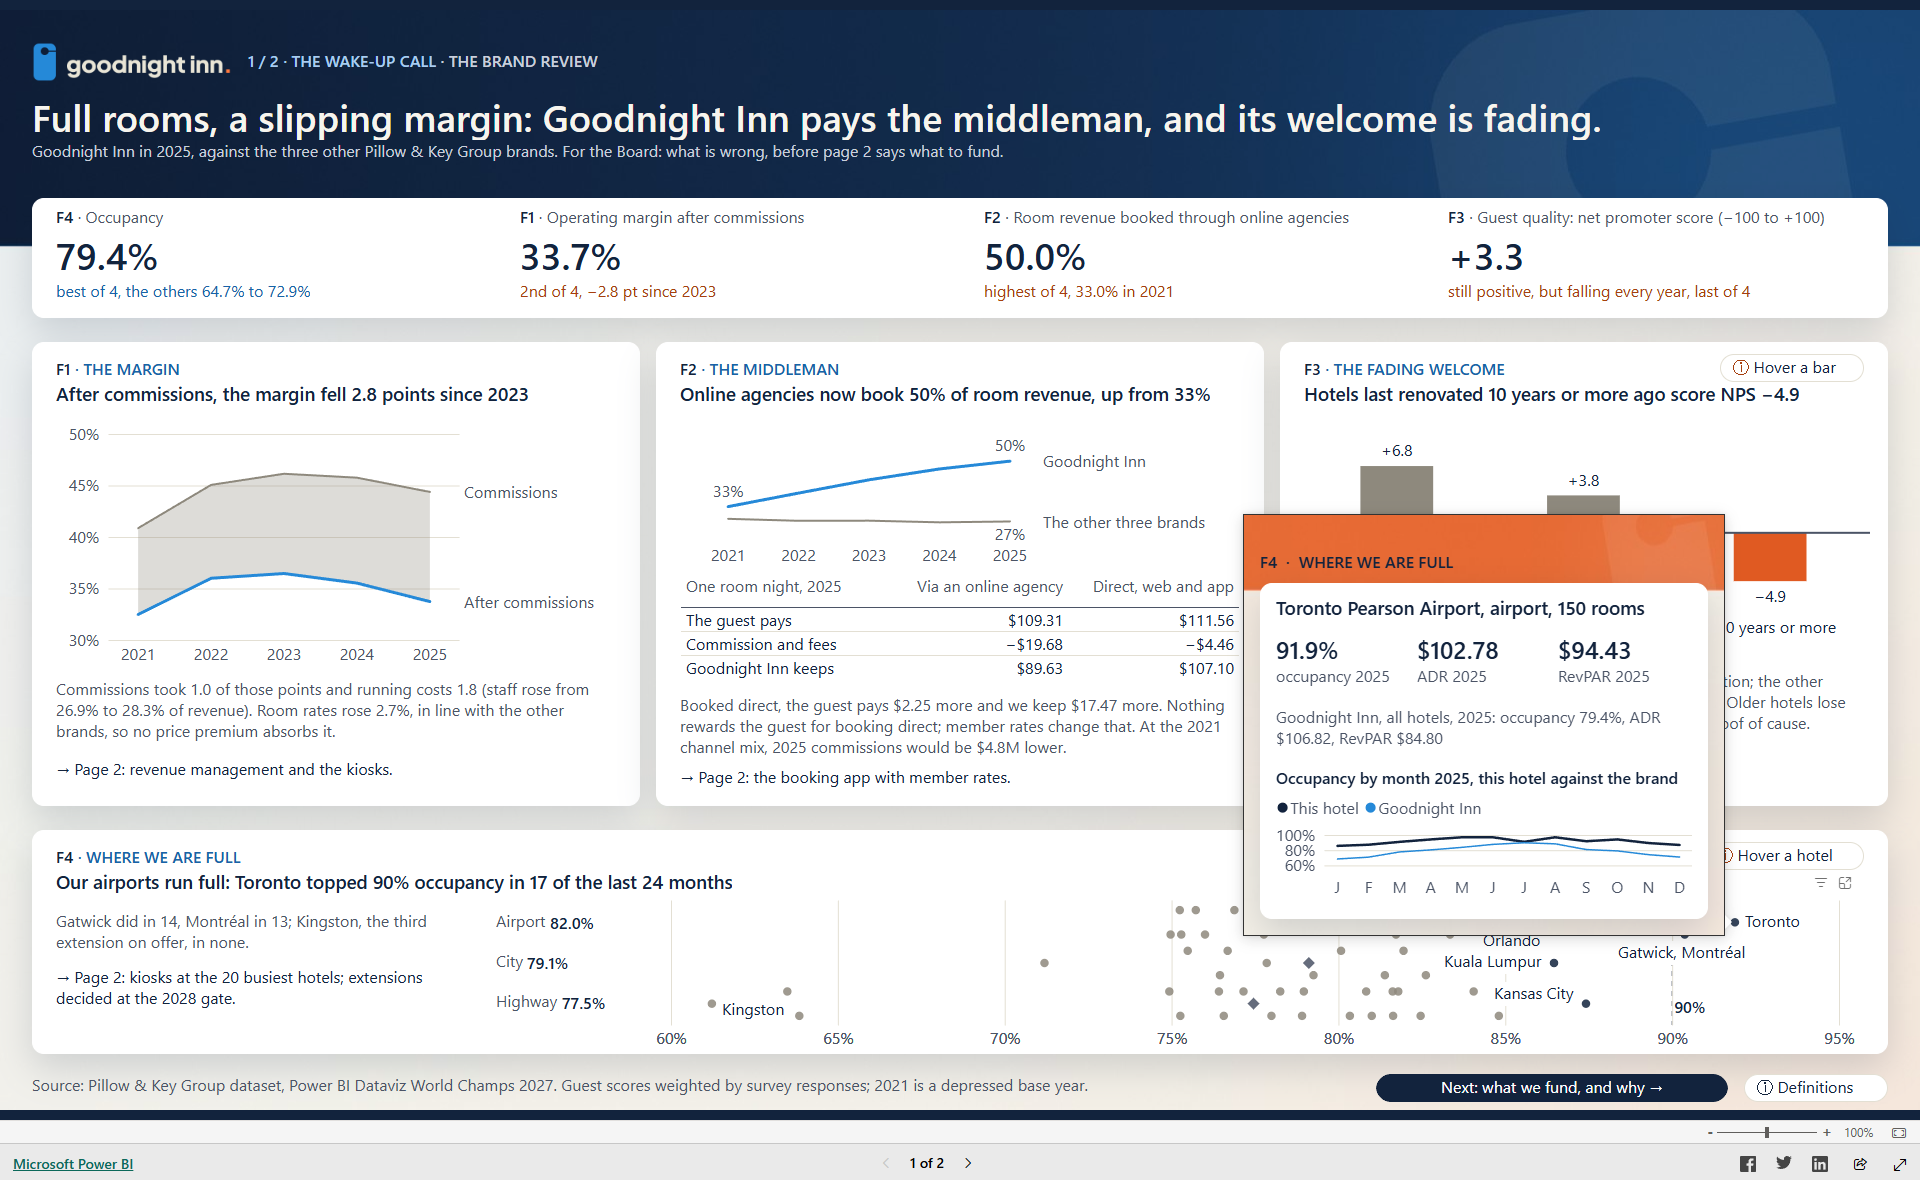 goodnight inn.
1 / 2 · THE WAKE-UP CALL · THE BRAND REVIEW
Full rooms, a slipping margin: Goodnight Inn pays the middleman, and its welcome is fading.
Goodnight Inn in 2025, against the three other Pillow & Key Group brands. For the Board: what is wrong, before page 2 says what to fund.
F4 · Occupancy
79.4%
best of 4, the others 64.7% to 72.9%
F1 · Operating margin after commissions
33.7%
2nd of 4, −2.8 pt since 2023
F2 · Room revenue booked through online agencies
50.0%
highest of 4, 33.0% in 2021
F3 · Guest quality: net promoter score (−100 to +100)
+3.3
still positive, but falling every year, last of 4
F1 · THE MARGIN
After commissions, the margin fell 2.8 points since 2023
50%
45%
40%
35%
30%
Commissions
After commissions
2021 2022 2023 2024 2025
Commissions took 1.0 of those points and running costs 1.8 (staff rose from
26.9% to 28.3% of revenue). Room rates rose 2.7%, in line with the other
brands, so no price premium absorbs it.
→ Page 2: revenue management and the kiosks.
F2 · THE MIDDLEMAN
Online agencies now book 50% of room revenue, up from 33%
50%
Goodnight Inn
33%
The other three brands
27%
2021 2022 2023 2024 2025
One room night, 2025 Via an online agency Direct, web and app
The guest pays $109.31 $111.56
Commission and fees −$19.68 −$4.46
Goodnight Inn keeps $89.63 $107.10
Booked direct, the guest pays $2.25 more and we keep $17.47 more. Nothing
rewards the guest for booking direct; member rates change that. At the 2021
channel mix, 2025 commissions would be $4.8M lower.
→ Page 2: the booking app with member rates.
F3 · THE FADING WELCOME
Hover a bar
Hotels last renovated 10 years or more ago score NPS −4.9
+6.8
+3.8
−4.9
0 years or more
tion; the other
Older hotels lose
of cause.
F4 · WHERE WE ARE FULL
Toronto Pearson Airport, airport, 150 rooms
91.9% $102.78 $94.43
occupancy 2025 ADR 2025 RevPAR 2025
Goodnight Inn, all hotels, 2025: occupancy 79.4%, ADR
$106.82, RevPAR $84.80
Occupancy by month 2025, this hotel against the brand
This hotel Goodnight Inn
100%
80%
60%
J F M A M J J A S O N D
F4 · WHERE WE ARE FULL
Hover a hotel
Our airports run full: Toronto topped 90% occupancy in 17 of the last 24 months
Gatwick did in 14, Montréal in 13; Kingston, the third
extension on offer, in none.
→ Page 2: kiosks at the 20 busiest hotels; extensions
decided at the 2028 gate.
Airport 82.0%
City 79.1%
Highway 77.5%
Toronto
Orlando
Gatwick, Montréal
Kuala Lumpur
Kansas City
Kingston
90%
60% 65% 70% 75% 80% 85% 90% 95%
Source: Pillow & Key Group dataset, Power BI Dataviz World Champs 2027. Guest scores weighted by survey responses; 2021 is a depressed base year.
Next: what we fund, and why →
Definitions
- + 100%
Microsoft Power BI
1 of 2